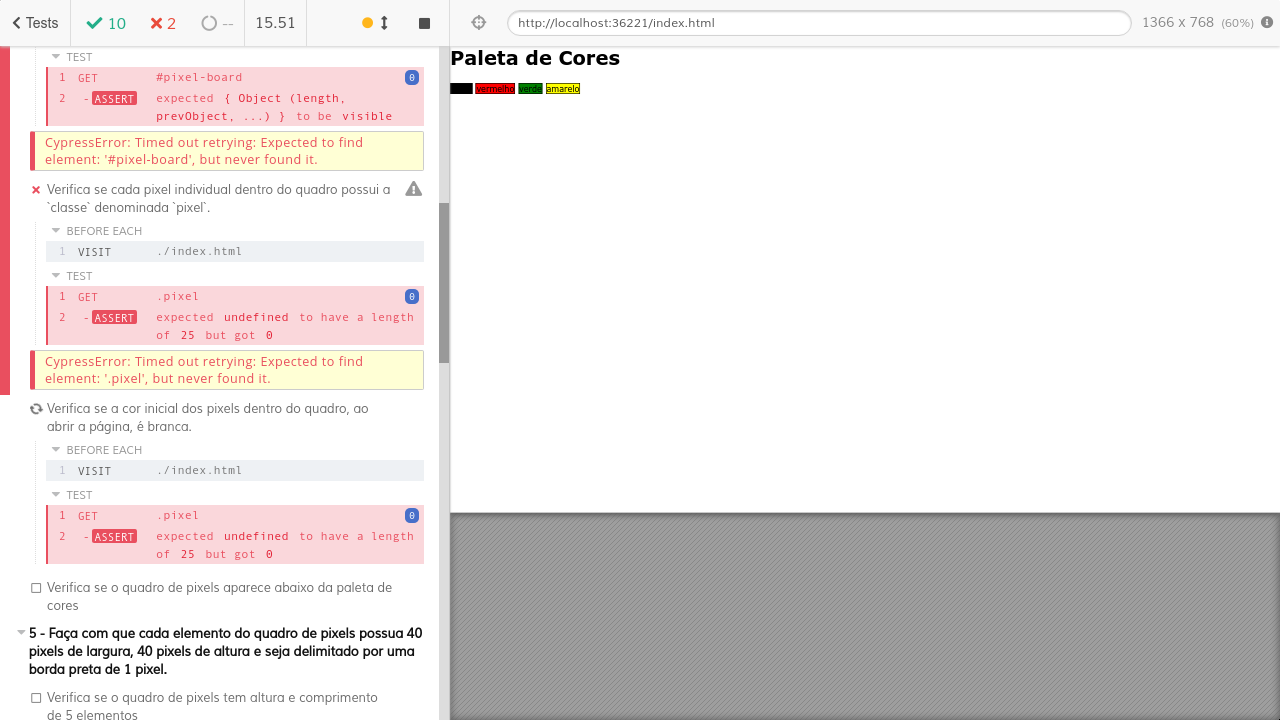 Tests
10
2
--
15.51
http://localhost:36221/index.html
1366 x 768 (60%)
TEST
1 GET #pixel-board 0
2 -ASSERT expected { Object (length,
prevObject, ...) } to be visible
CypressError: Timed out retrying: Expected to find
element: '#pixel-board', but never found it.
Verifica se cada pixel individual dentro do quadro possui a
`classe` denominada `pixel`.
BEFORE EACH
1 VISIT ./index.html
TEST
1 GET .pixel 0
2 -ASSERT expected undefined to have a length
of 25 but got 0
CypressError: Timed out retrying: Expected to find
element: '.pixel', but never found it.
Verifica se a cor inicial dos pixels dentro do quadro, ao
abrir a página, é branca.
BEFORE EACH
1 VISIT ./index.html
TEST
1 GET .pixel 0
2 -ASSERT expected undefined to have a length
of 25 but got 0
Verifica se o quadro de pixels aparece abaixo da paleta de
cores
5 - Faça com que cada elemento do quadro de pixels possua 40
pixels de largura, 40 pixels de altura e seja delimitado por uma
borda preta de 1 pixel.
Verifica se o quadro de pixels tem altura e comprimento
de 5 elementos
Paleta de Cores
vermelho verde amarelo